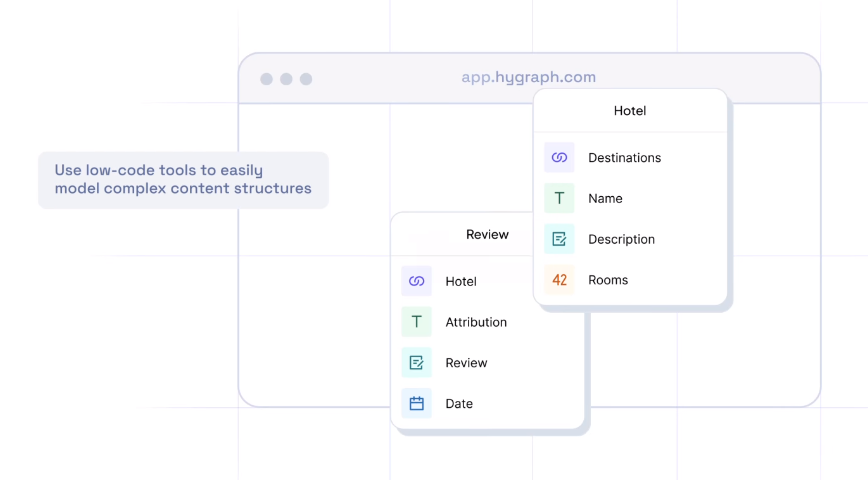 app.hygraph.com
Use low-code tools to easily
model complex content structures
Hotel
Destinations
Name
Description
42 Rooms
Review
Hotel
Attribution
Review
Date